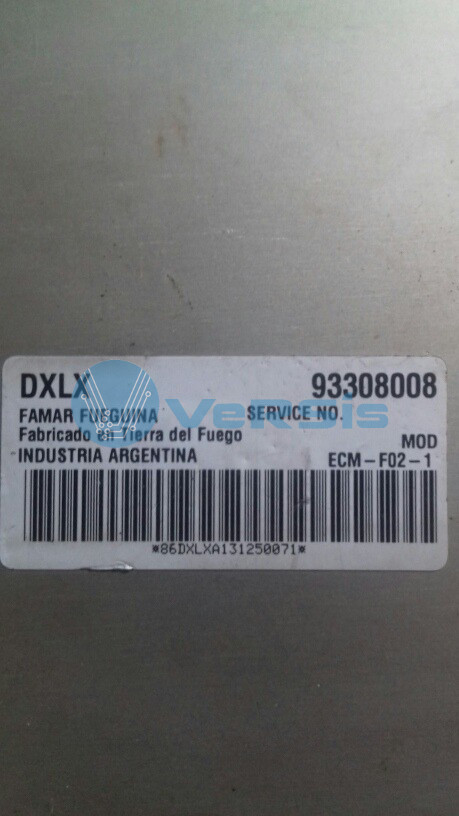 DXLX 93308008
VeRSis
FAMAR FUEGUINA SERVICE NO.
Fabricado en Tierra del Fuego
MOD
INDUSTRIA ARGENTINA ECM-F02-1
*86DXLXA131250071*